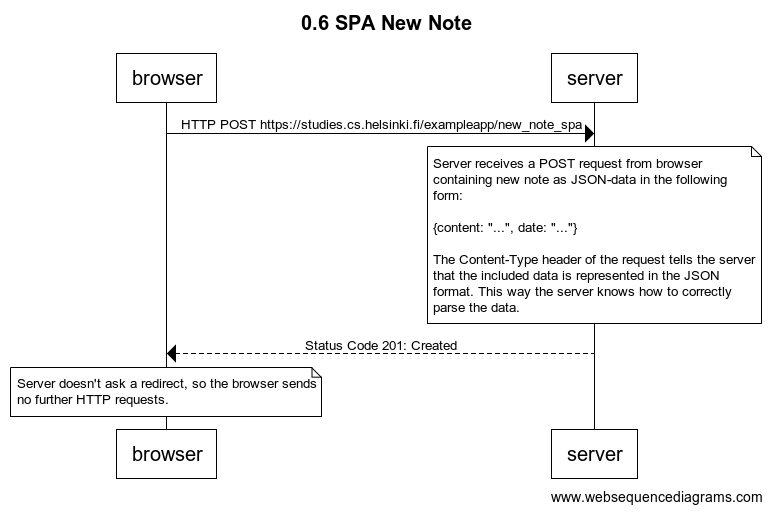 0.6 SPA New Note
browser
server
HTTP POST https://studies.cs.helsinki.fi/exampleapp/new_note_spa
Server receives a POST request from browser
containing new note as JSON-data in the following
form:
{content: "...", date: "..."}
The Content-Type header of the request tells the server
that the included data is represented in the JSON
format. This way the server knows how to correctly
parse the data.
Status Code 201: Created
Server doesn't ask a redirect, so the browser sends
no further HTTP requests.
browser
server
www.websequencediagrams.com